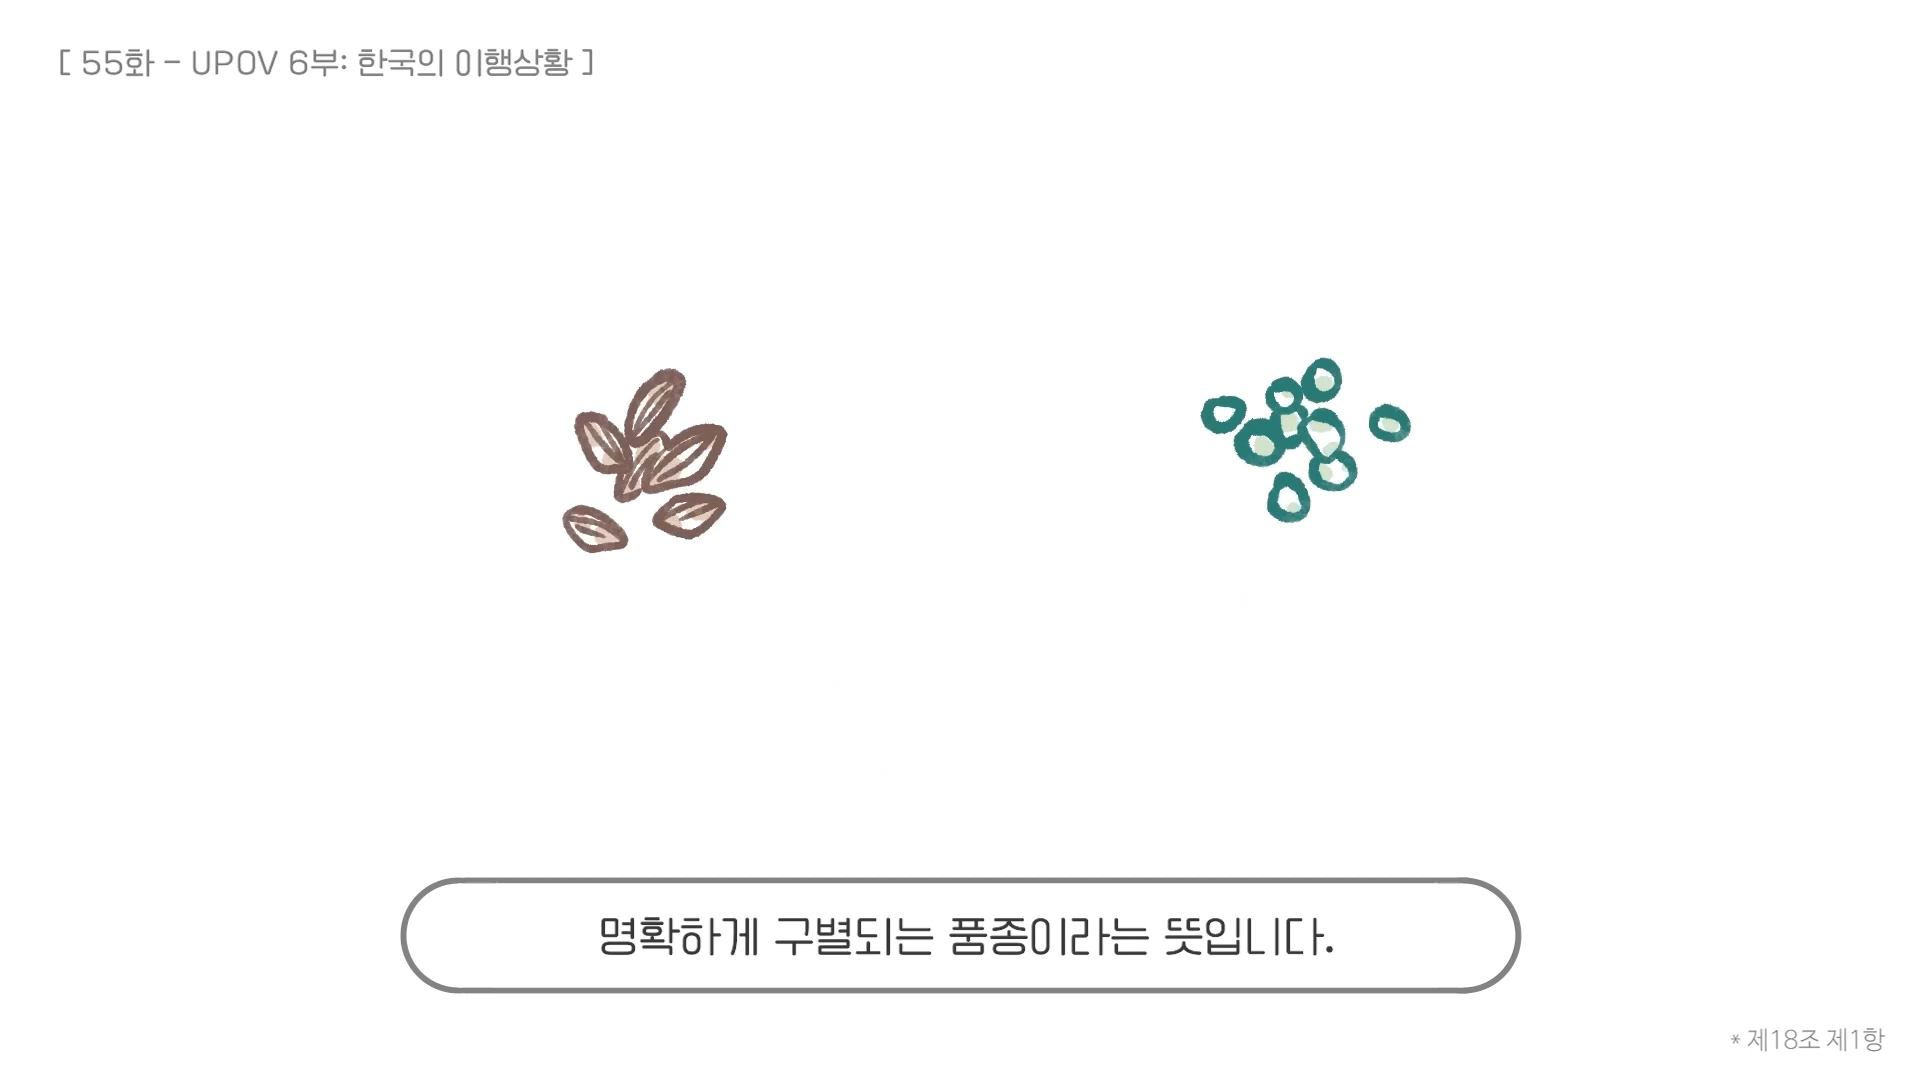 [ 55화 - UPOV 6부: 한국의 이행상황 ]
명확하게 구별되는 품종이라는 뜻입니다.
* 제18조 제1항